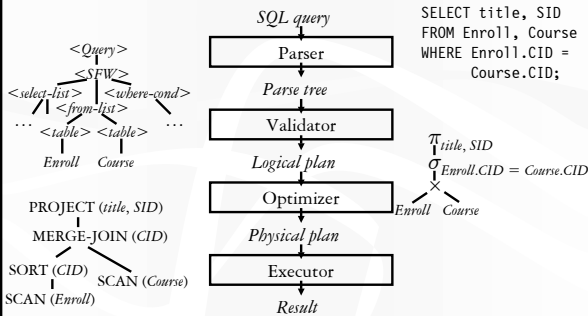 SQL query
Parser
Parse tree
Validator
Logical plan
Optimizer
Physical plan
Executor
Result
SELECT title, SID
FROM Enroll, Course
WHERE Enroll.CID =
Course.CID;
<Query>
<SFW>
<select-list> <where-cond>
<from-list>
… …
<table> <table>
Enroll Course
π title, SID
σ Enroll.CID = Course.CID
×
Enroll Course
PROJECT (title, SID)
MERGE-JOIN (CID)
SORT (CID)
SCAN (Course)
SCAN (Enroll)